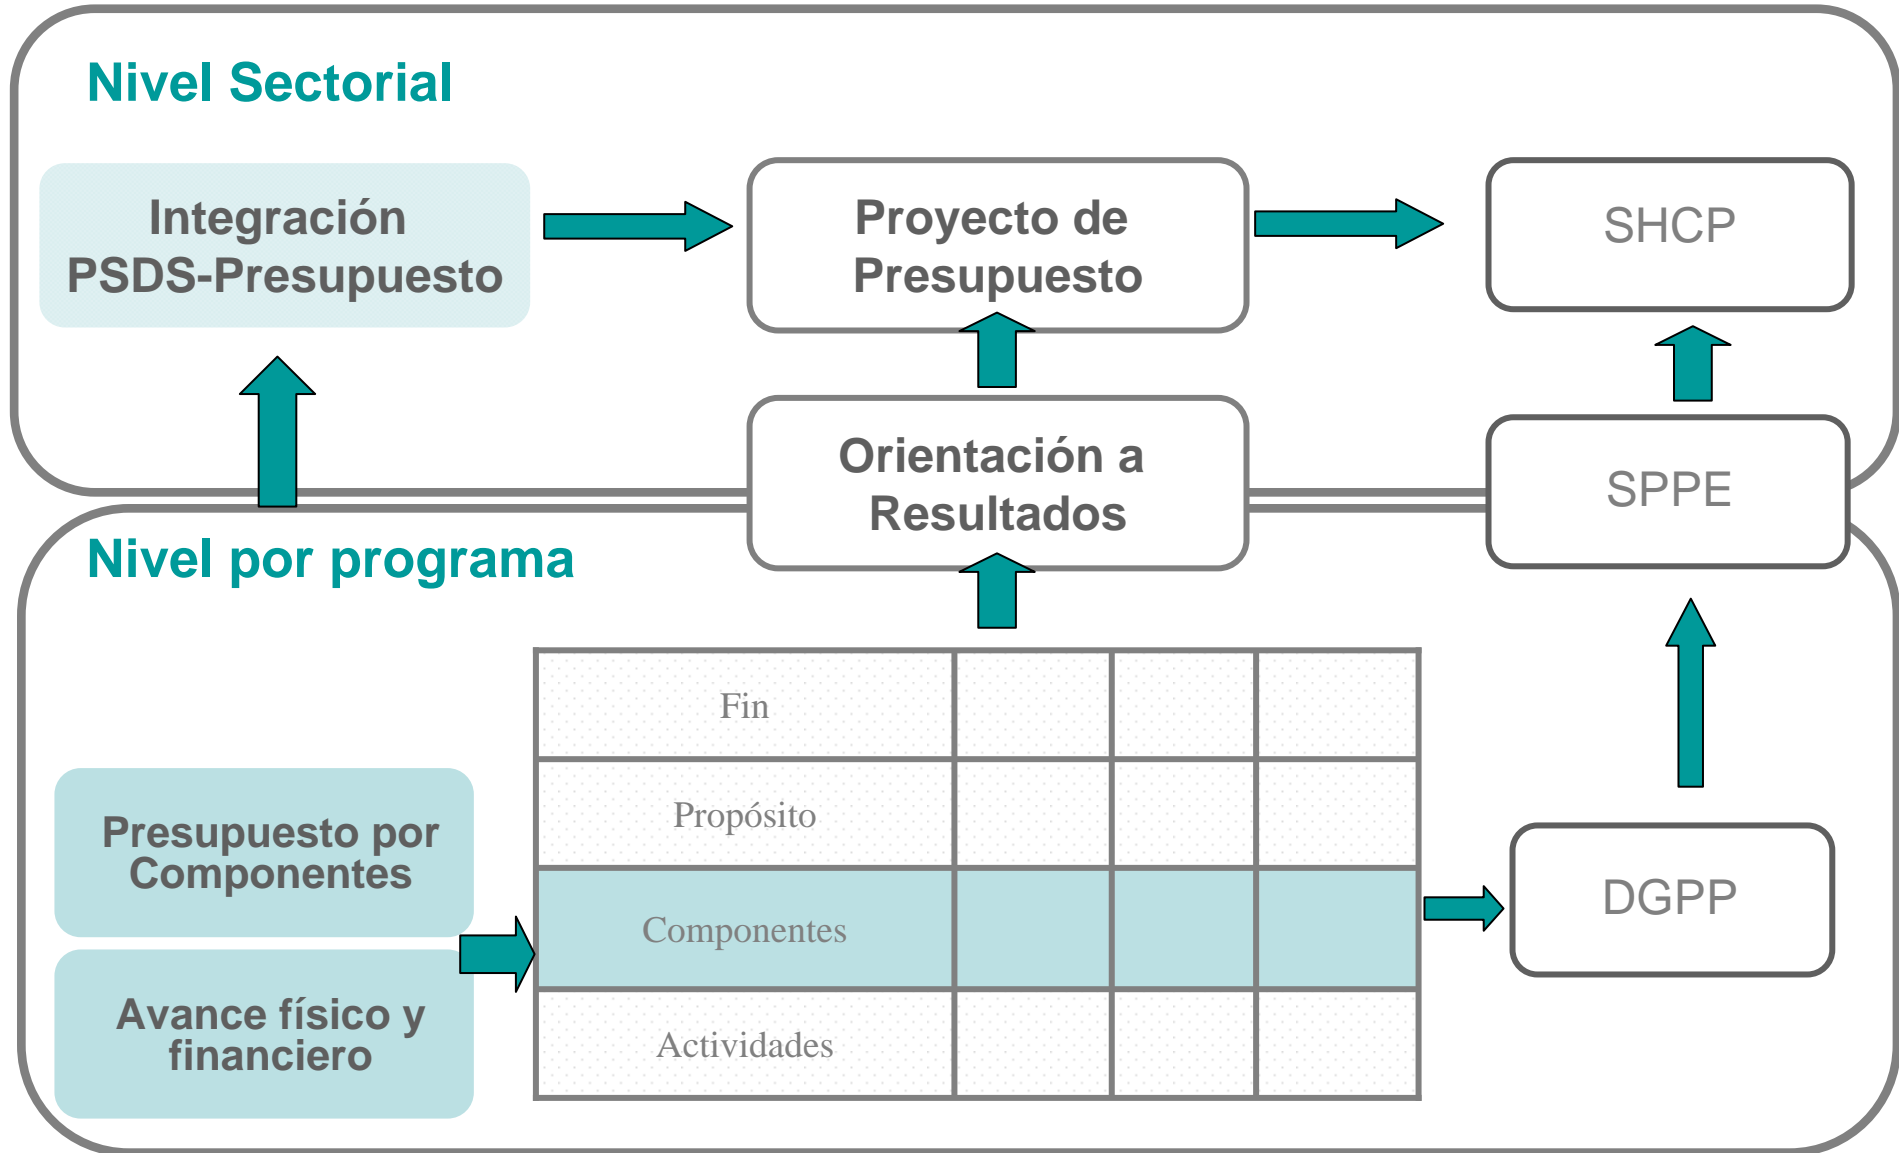 Nivel Sectorial
Integración
PSDS-Presupuesto
Proyecto de
Presupuesto
SHCP
Orientación a
Resultados
SPPE
Nivel por programa
Fin
Propósito
Componentes
Actividades
Presupuesto por
Componentes
Avance físico y
financiero
DGPP